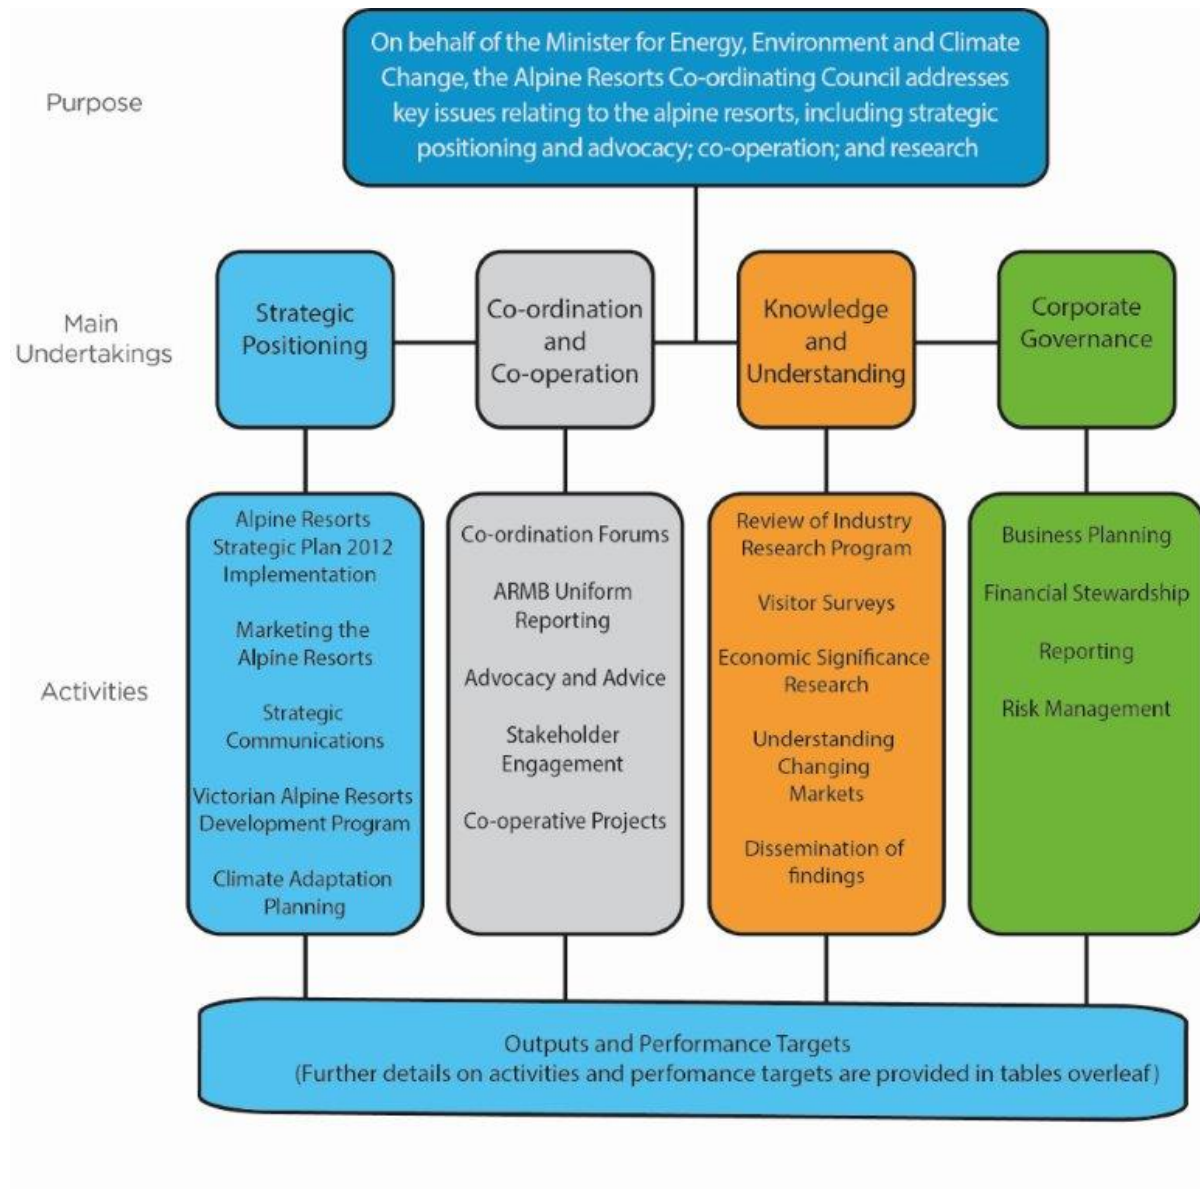 Purpose
On behalf of the Minister for Energy, Environment and Climate
Change, the Alpine Resorts Co-ordinating Council addresses
key issues relating to the alpine resorts, including strategic
positioning and advocacy; co-operation; and research
Main
Undertakings
Strategic
Positioning
Co-ordination
and
Co-operation
Knowledge
and
Understanding
Corporate
Governance
Activities
Alpine Resorts
Strategic Plan 2012
Implementation
Marketing the
Alpine Resorts
Strategic
Communications
Victorian Alpine Resorts
Development Program
Climate Adaptation
Planning
Co-ordination Forums
ARMB Uniform
Reporting
Advocacy and Advice
Stakeholder
Engagement
Co-operative Projects
Review of Industry
Research Program
Visitor Surveys
Economic Significance
Research
Understanding
Changing
Markets
Dissemination of
findings
Business Planning
Financial Stewardship
Reporting
Risk Management
Outputs and Performance Targets
(Further details on activities and perfomance targets are provided in tables overleaf)